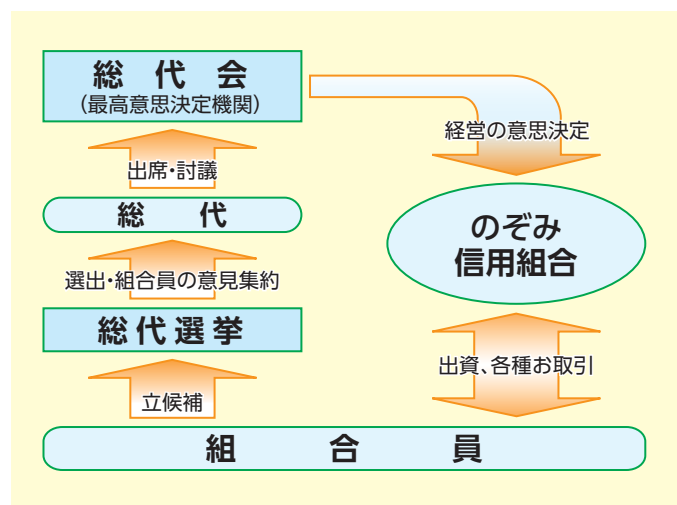 総代会
(最高意思決定機関)
経営の意思決定
出席・討議
総代
のぞみ
信用組合
選出・組合員の意見集約
総代選挙
出資、各種お取引
立候補
組合員